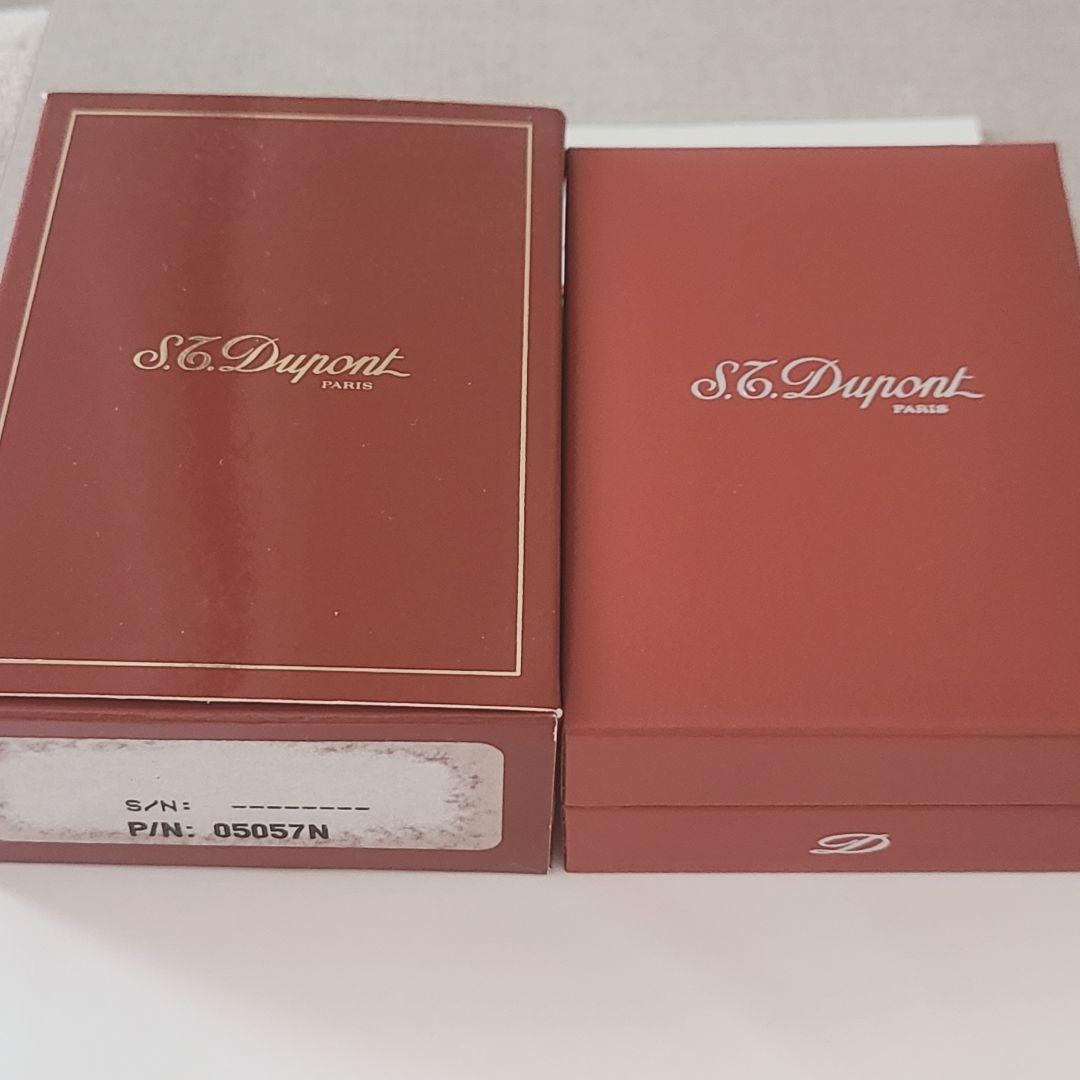 S.T. Dupont
PARIS
S/N: --------
P/N: 05057N
S.T. Dupont
PARIS
D